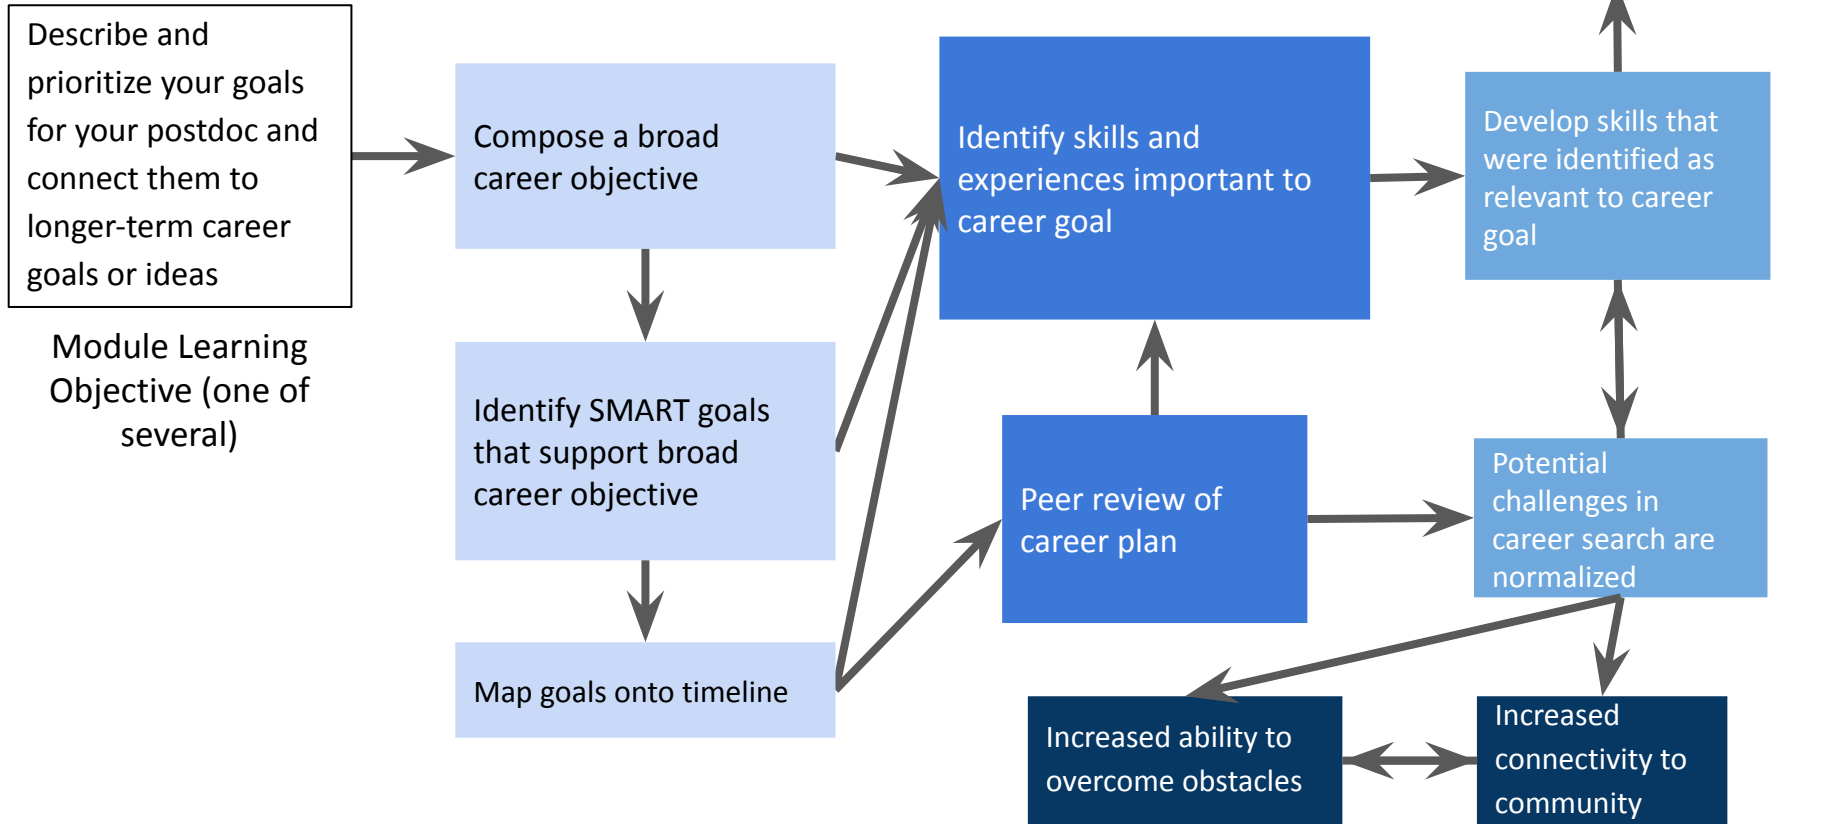 Describe and
prioritize your goals
for your postdoc and
connect them to
longer-term career
goals or ideas
Module Learning
Objective (one of
several)
Compose a broad
career objective
Identify SMART goals
that support broad
career objective
Map goals onto timeline
Identify skills and
experiences important to
career goal
Peer review of
career plan
Develop skills that
were identified as
relevant to career
goal
Potential
challenges in
career search are
normalized
Increased ability to
overcome obstacles
Increased
connectivity to
community